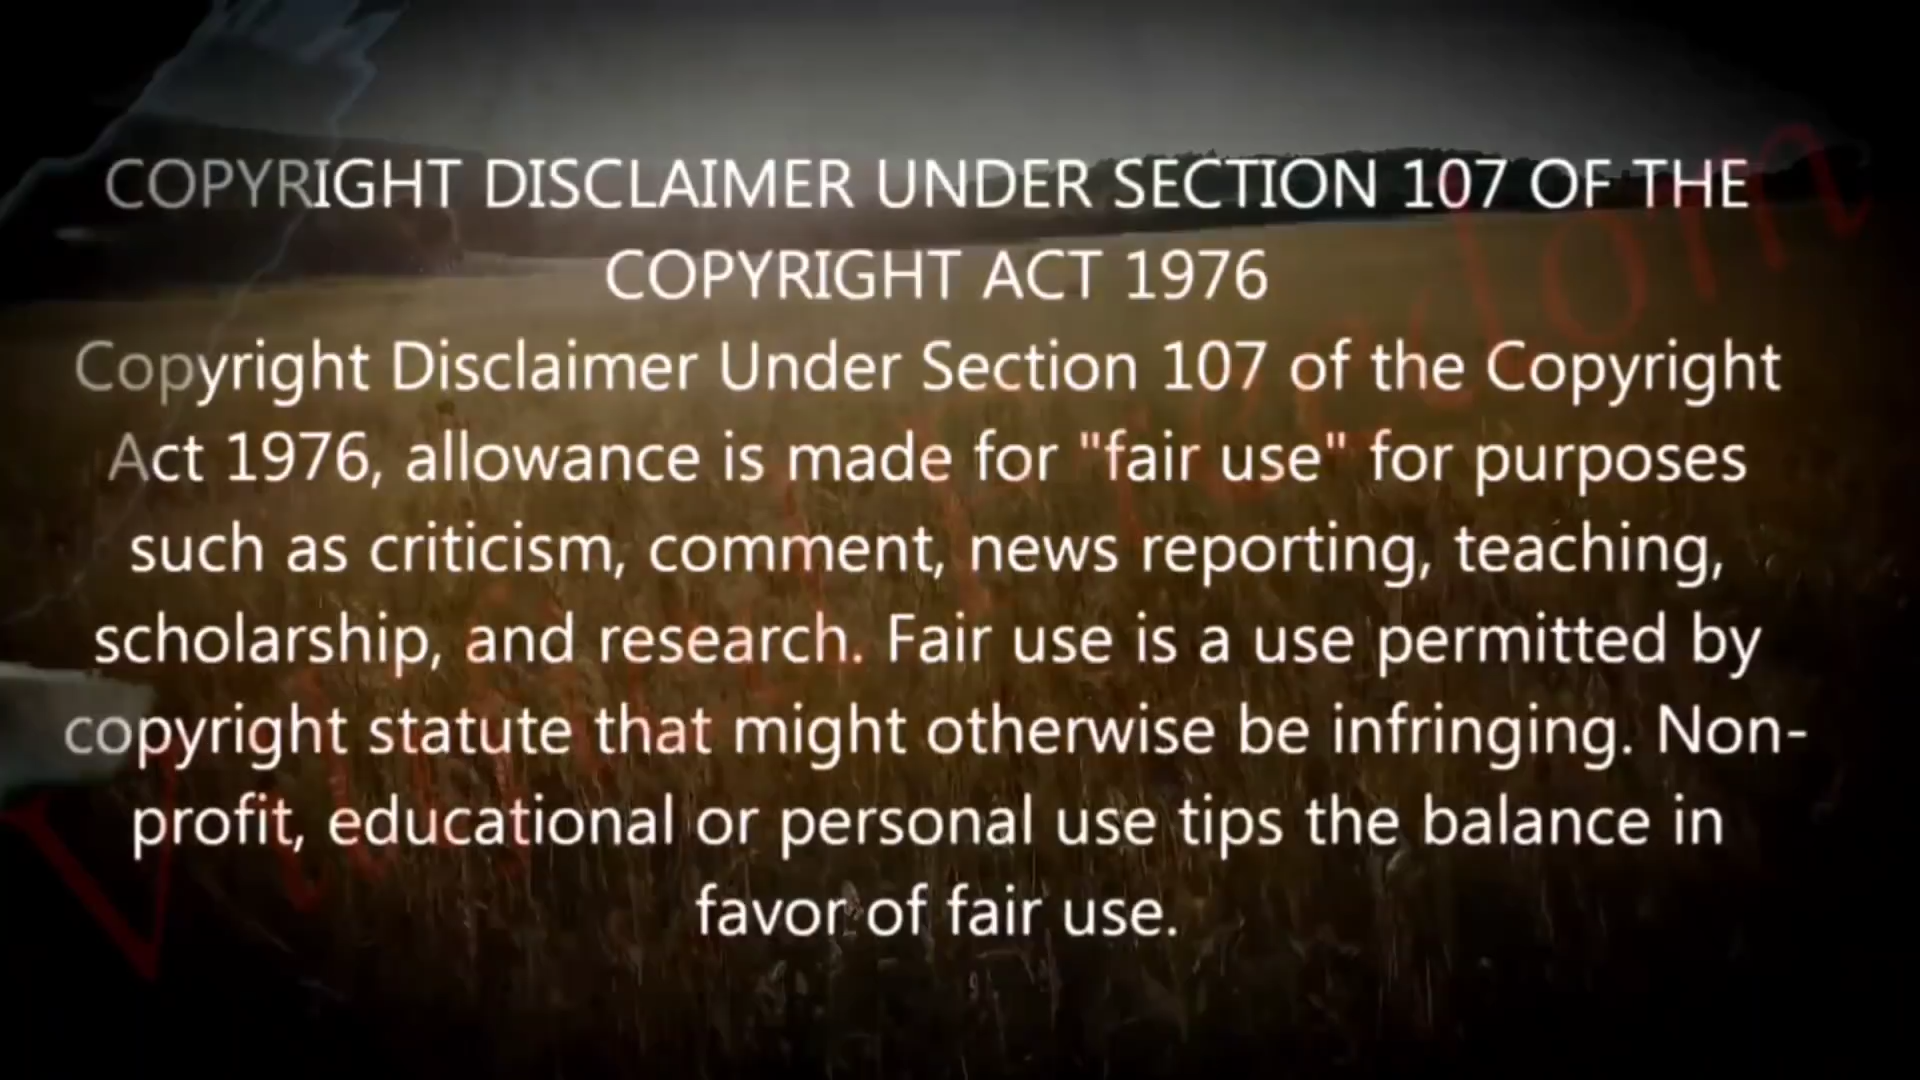 COPYRIGHT DISCLAIMER UNDER SECTION 107 OF THE
COPYRIGHT ACT 1976
Copyright Disclaimer Under Section 107 of the Copyright
Act 1976, allowance is made for "fair use" for purposes
such as criticism, comment, news reporting, teaching,
scholarship, and research. Fair use is a use permitted by
copyright statute that might otherwise be infringing. Non-
profit, educational or personal use tips the balance in
favor of fair use.